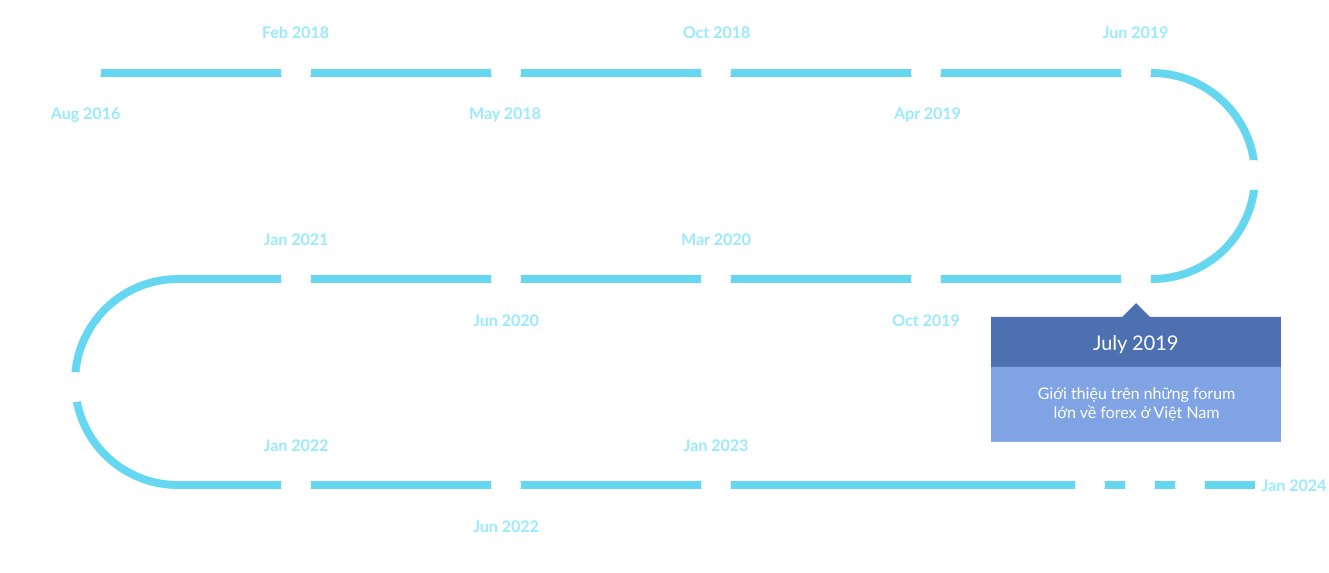 Feb 2018
Oct 2018
Jun 2019
Aug 2016
May 2018
Apr 2019
Jan 2021
Mar 2020
Jun 2020
Oct 2019
July 2019
Giới thiệu trên những forum
lớn về forex ở Việt Nam
Jan 2022
Jan 2023
Jan 2024
Jun 2022